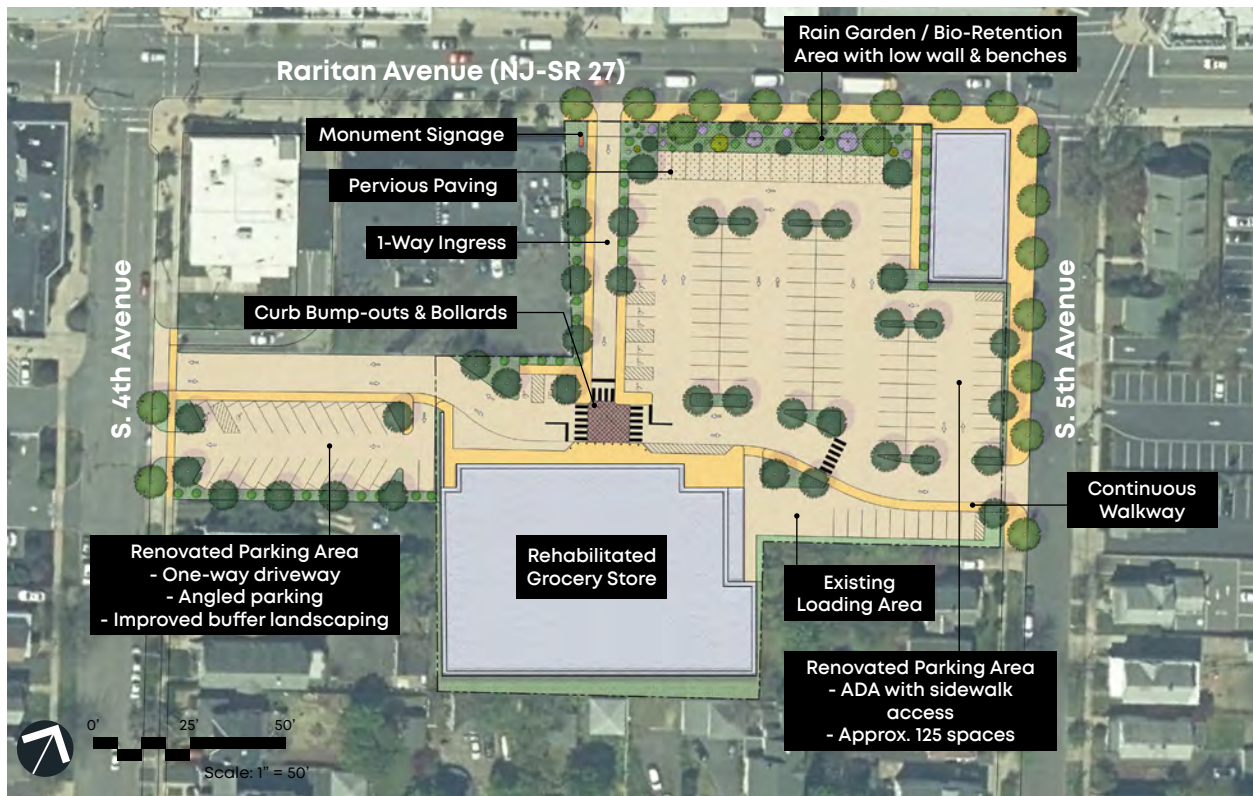 Rain Garden / Bio-Retention
Area with low wall & benches
Raritan Avenue (NJ-SR 27)
Monument Signage
Pervious Paving
1-Way Ingress
Curb Bump-outs & Bollards
S. 4th Avenue
S. 5th Avenue
Continuous
Walkway
Rehabilitated
Grocery Store
Existing
Loading Area
Renovated Parking Area
- One-way driveway
- Angled parking
- Improved buffer landscaping
Renovated Parking Area
- ADA with sidewalk
access
- Approx. 125 spaces
0' 25' 50'
Scale: 1" = 50'